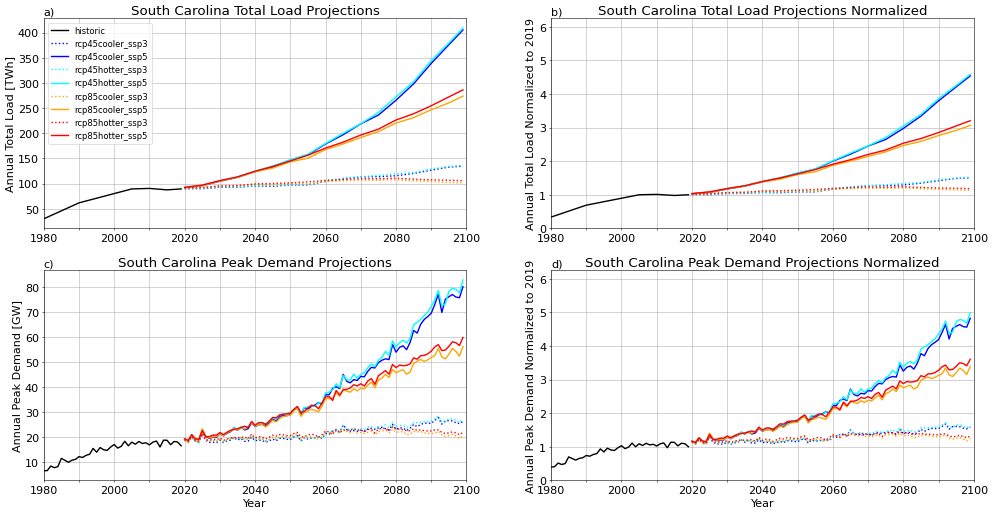 a) South Carolina Total Load Projections
Annual Total Load [TWh]
400
350
300
250
200
150
100
50
1980 2000 2020 2040 2060 2080 2100
historic
rcp45cooler_ssp3
rcp45cooler_ssp5
rcp45hotter_ssp3
rcp45hotter_ssp5
rcp85cooler_ssp3
rcp85cooler_ssp5
rcp85hotter_ssp3
rcp85hotter_ssp5
b) South Carolina Total Load Projections Normalized
Annual Total Load Normalized to 2019
6
5
4
3
2
1
0
1980 2000 2020 2040 2060 2080 2100
c) South Carolina Peak Demand Projections
Annual Peak Demand [GW]
80
70
60
50
40
30
20
10
1980 2000 2020 2040 2060 2080 2100
Year
d) South Carolina Peak Demand Projections Normalized
Annual Peak Demand Normalized to 2019
6
5
4
3
2
1
0
1980 2000 2020 2040 2060 2080 2100
Year